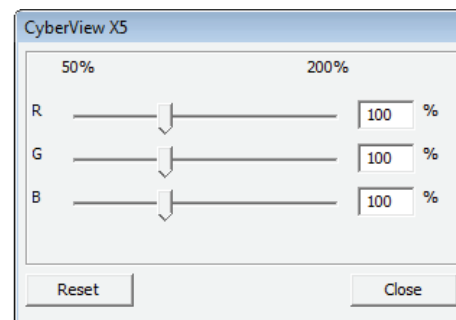 CyberView X5
50% 200%
R 100 %
G 100 %
B 100 %
Reset Close